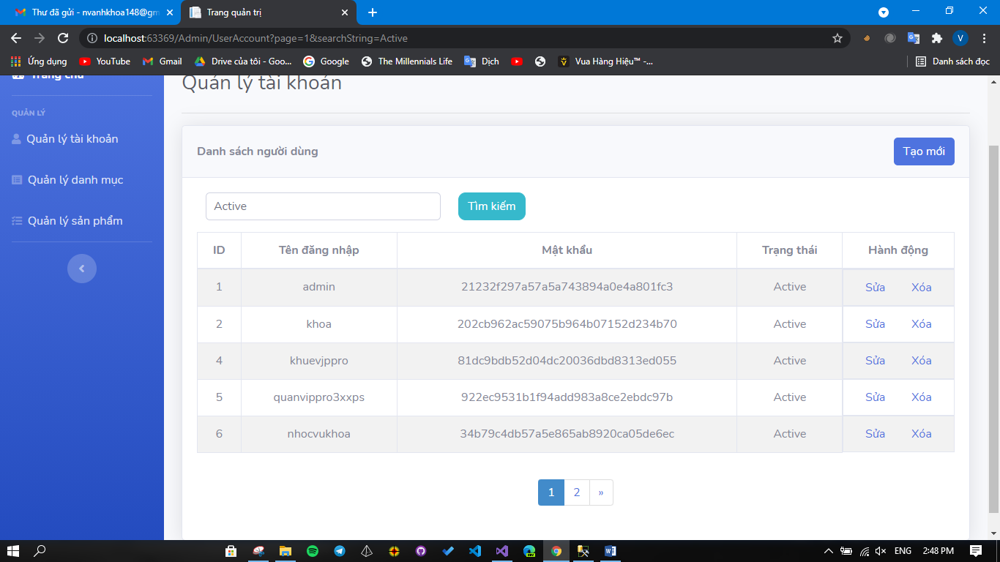 Thư đã gửi - nvanhkhoa148@gm
Trang quản trị
localhost:63369/Admin/UserAccount?page=1&searchString=Active
V
Ứng dụng YouTube Gmail Drive của tôi - Goo... Google The Millennials Life Dịch Vua Hàng Hiệu™ -... Danh sách đọc
Trang chủ
QUẢN LÝ
Quản lý tài khoản
Quản lý danh mục
Quản lý sản phẩm
Quản lý tài khoản
Danh sách người dùng Tạo mới
Active Tìm kiếm
ID Tên đăng nhập Mật khẩu Trạng thái Hành động
1 admin 21232f297a57a5a743894a0e4a801fc3 Active Sửa Xóa
2 khoa 202cb962ac59075b964b07152d234b70 Active Sửa Xóa
4 khuevjppro 81dc9bdb52d04dc20036dbd8313ed055 Active Sửa Xóa
5 quanvippro3xxps 922ec9531b1f94add983a8ce2ebdc97b Active Sửa Xóa
6 nhocvukhoa 34b79c4db57a5e865ab8920ca05de6ec Active Sửa Xóa
1 2 »
ENG 2:48 PM